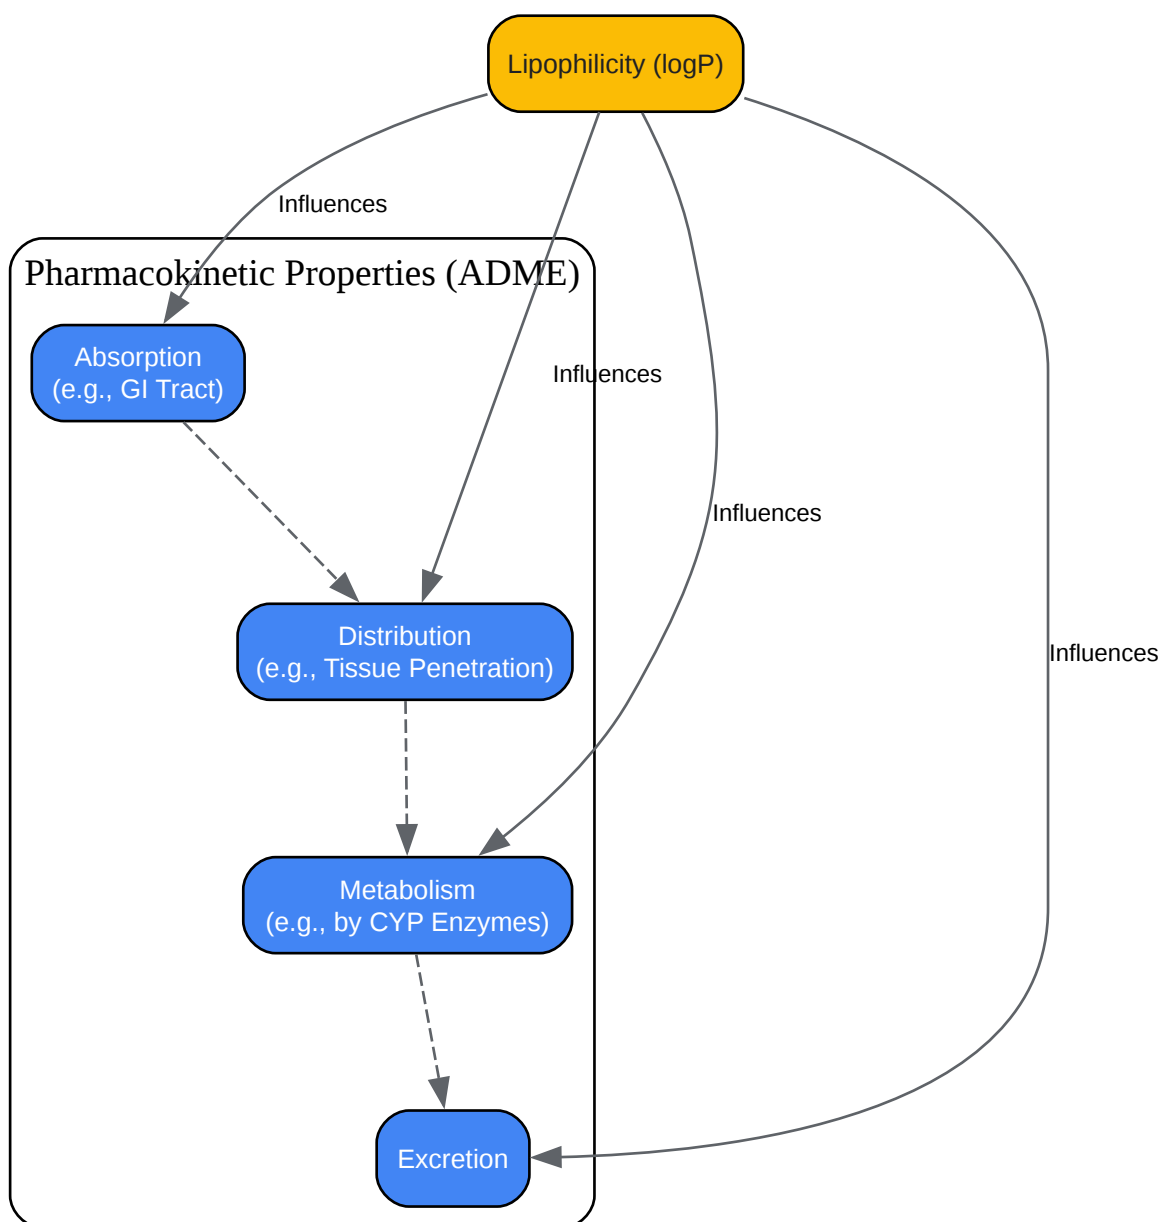 Lipophilicity (logP)
Influences
Pharmacokinetic Properties (ADME)
Absorption
(e.g., GI Tract)
Influences
Influences
Distribution
(e.g., Tissue Penetration)
Influences
Metabolism
(e.g., by CYP Enzymes)
Excretion